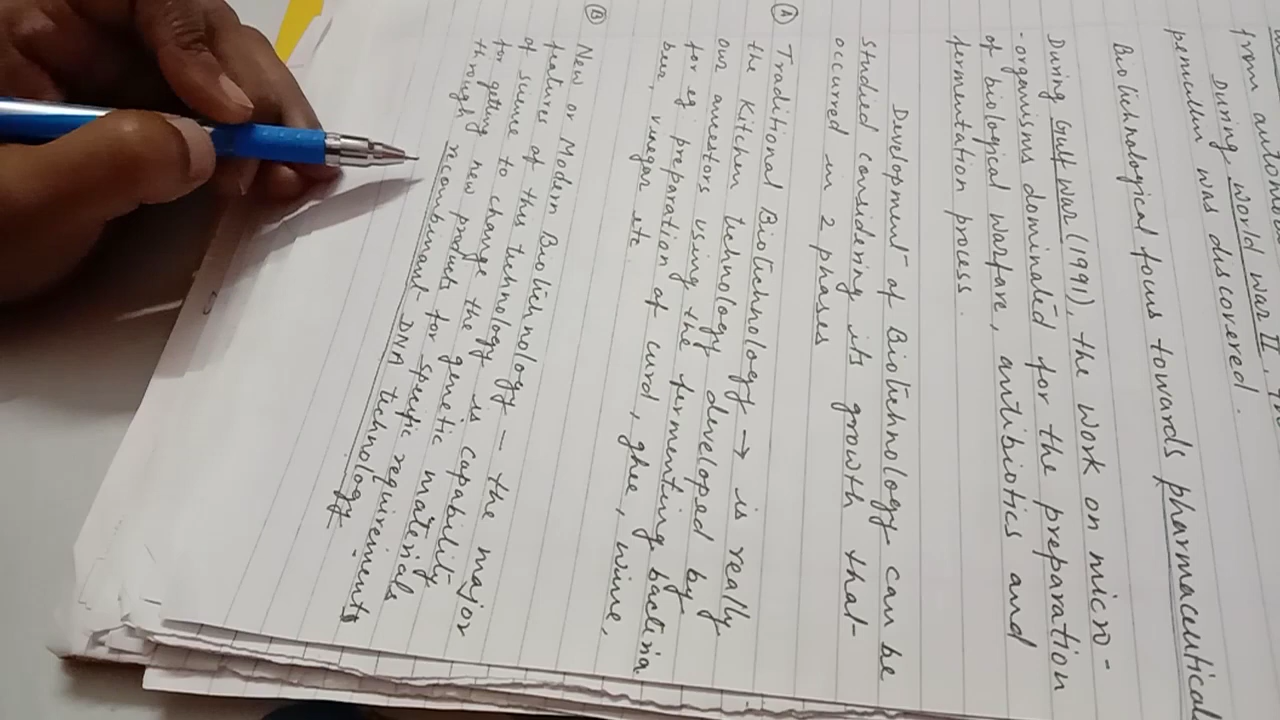 from
During world war II,
penicillin was discovered.
Biotechnological focus towards pharmaceutical
During Gulf war (1991), the work on micro-
-organisms dominated for the preparation
of biological warfare, antibiotics and
fermentation process.
Development of Biotechnology can be
studied considering its growth that
occurred in 2 phases
(A) Traditional Biotechnology → is really
the Kitchen technology developed by
our ancestors using the fermenting bacteria
for eg preparation of curd, ghee, wine,
beer, vinegar etc.
(B) New or Modern Biotechnology – the major
feature of this technology is capability
of science to change the genetic materials
for getting new products for specific requirements
through recombinant DNA technology.